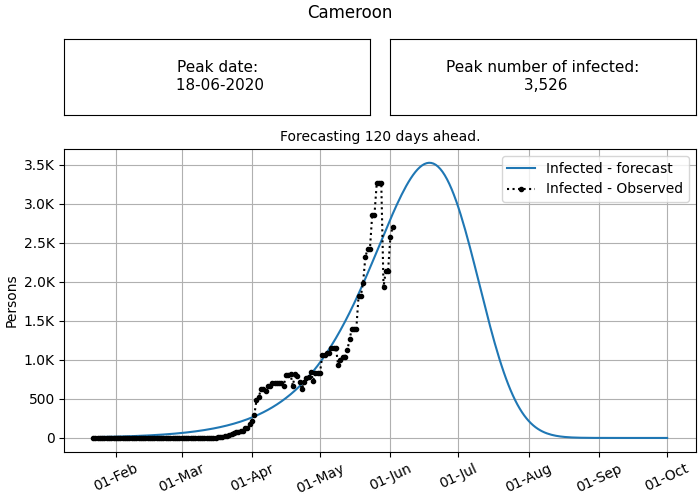 Cameroon
Peak date:
18-06-2020
Peak number of infected:
3,526
Forecasting 120 days ahead.
Infected - forecast
Infected - Observed
Persons
3.5K
3.0K
2.5K
2.0K
1.5K
1.0K
500
0
01-Feb
01-Mar
01-Apr
01-May
01-Jun
01-Jul
01-Aug
01-Sep
01-Oct